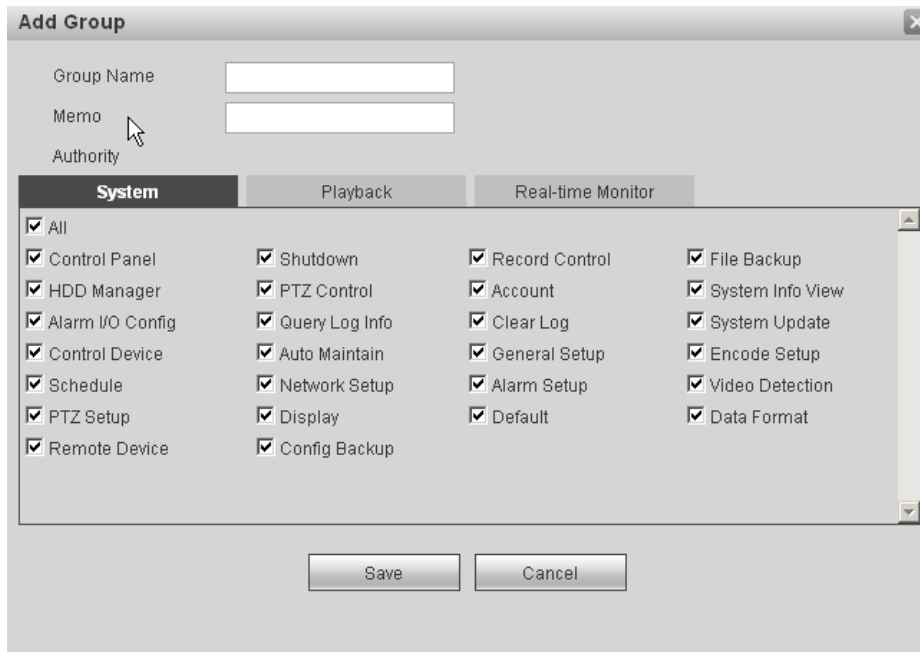 Add Group
Group Name
Memo
Authority
System Playback Real-time Monitor
All
Control Panel Shutdown Record Control File Backup
HDD Manager PTZ Control Account System Info View
Alarm I/O Config Query Log Info Clear Log System Update
Control Device Auto Maintain General Setup Encode Setup
Schedule Network Setup Alarm Setup Video Detection
PTZ Setup Display Default Data Format
Remote Device Config Backup
Save Cancel